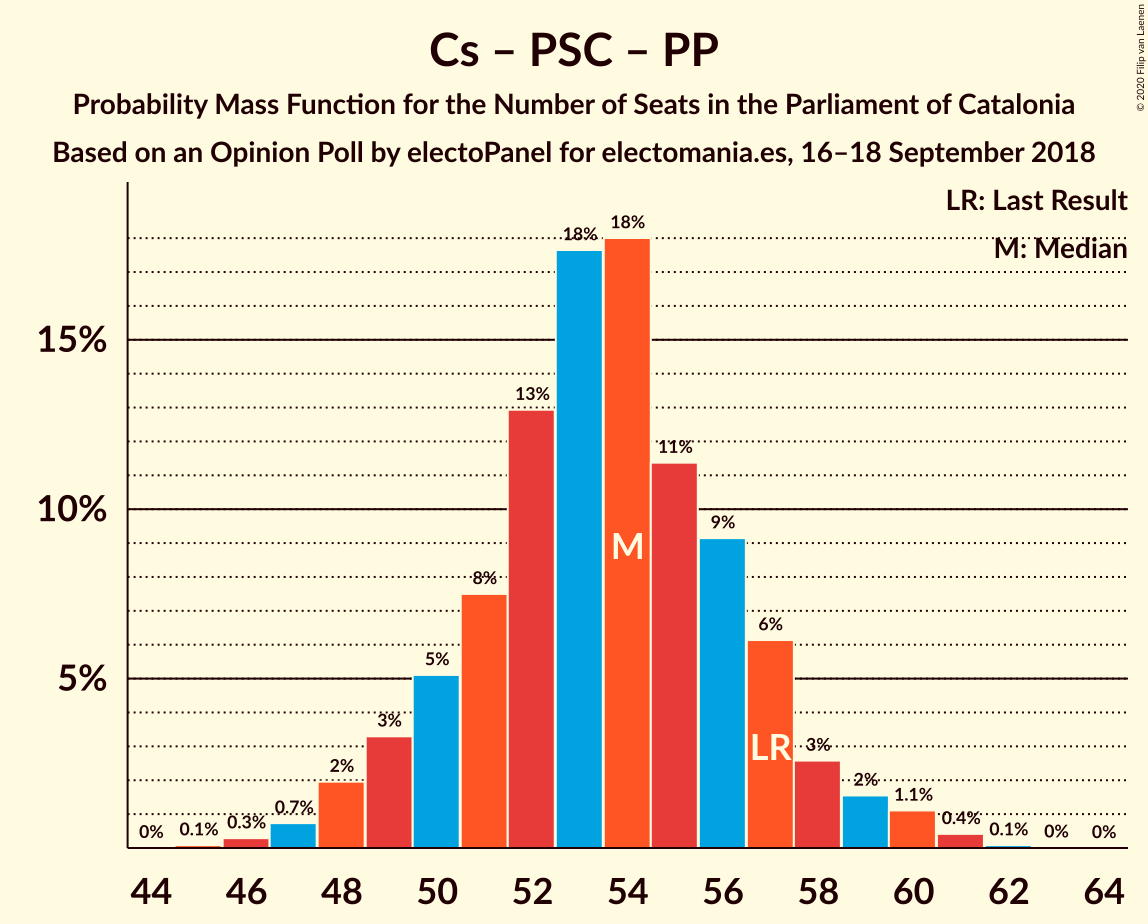 Cs – PSC – PP
Probability Mass Function for the Number of Seats in the Parliament of Catalonia
Based on an Opinion Poll by electoPanel for electomania.es, 16–18 September 2018
© 2020 Filip van Laenen
LR: Last Result
M: Median
15%
10%
5%
0% 0.1% 0.3% 0.7% 2% 3% 5% 8% 13% 18% 18% 11% 9% 6% 3% 2% 1.1% 0.4% 0.1% 0% 0%
M
LR
44 46 48 50 52 54 56 58 60 62 64